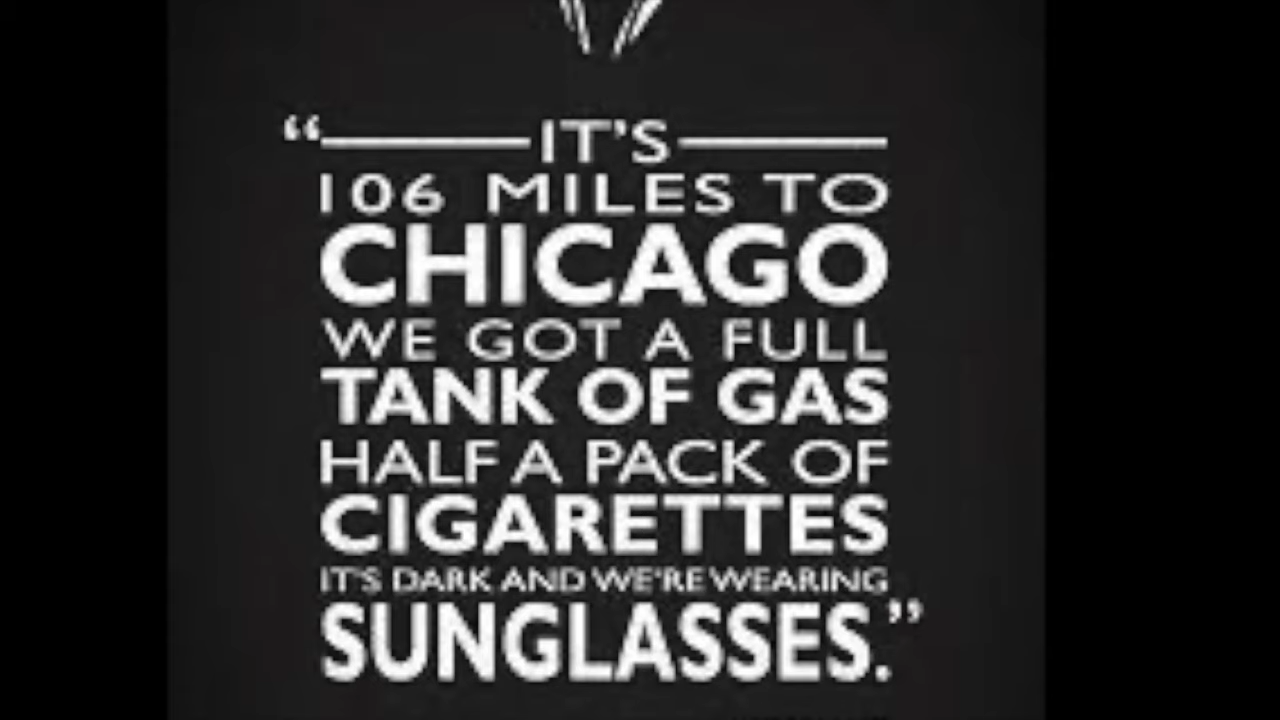 “IT'S
106 MILES TO
CHICAGO
WE GOT A FULL
TANK OF GAS
HALF A PACK OF
CIGARETTES
IT'S DARK AND WE'RE WEARING
SUNGLASSES.”